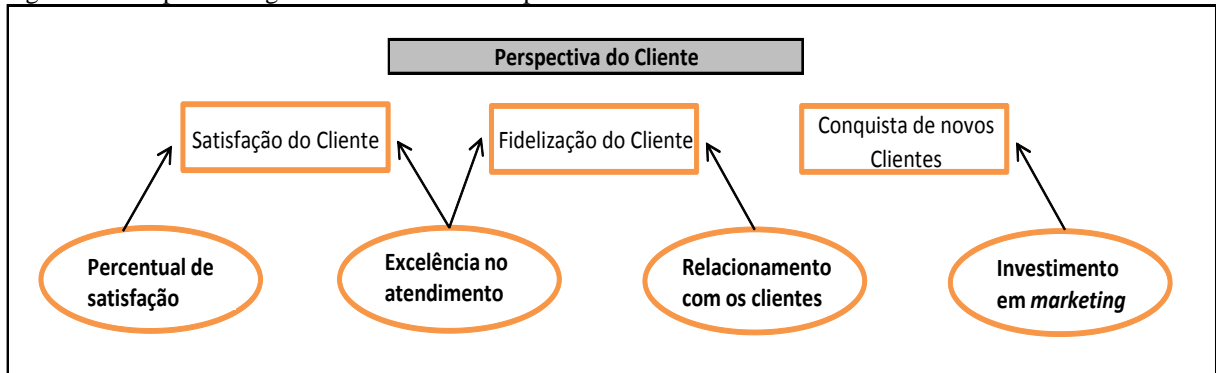 Perspectiva do Cliente
Satisfação do Cliente
Fidelização do Cliente
Conquista de novos
Clientes
Percentual de
satisfação
Excelência no
atendimento
Relacionamento
com os clientes
Investimento
em marketing